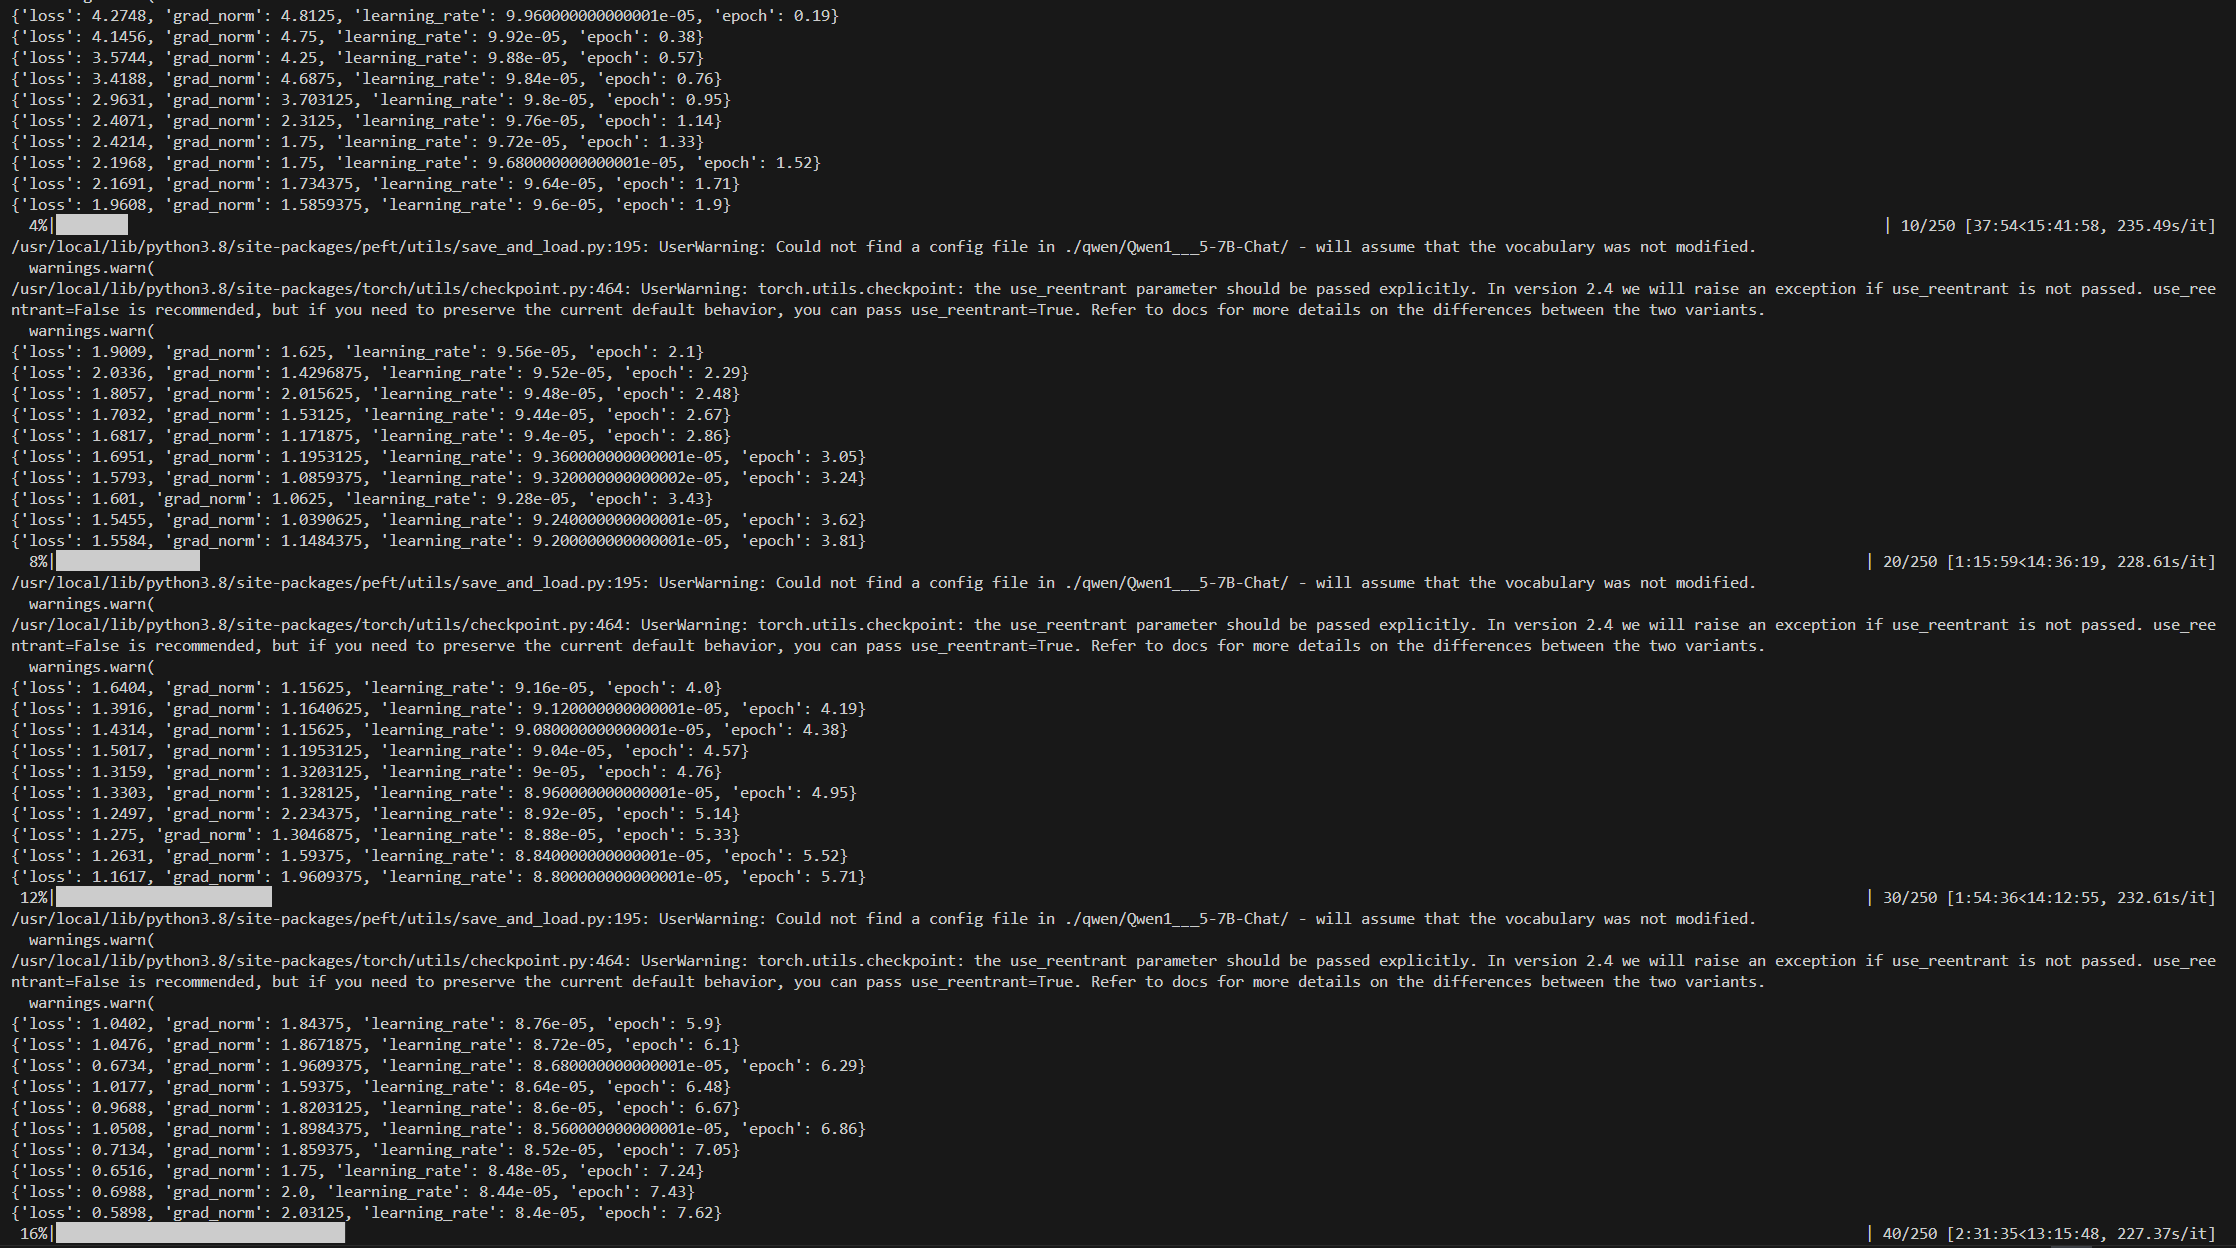 {'loss': 4.2748, 'grad_norm': 4.8125, 'learning_rate': 9.960000000000001e-05, 'epoch': 0.19}
{'loss': 4.1456, 'grad_norm': 4.75, 'learning_rate': 9.92e-05, 'epoch': 0.38}
{'loss': 3.5744, 'grad_norm': 4.25, 'learning_rate': 9.88e-05, 'epoch': 0.57}
{'loss': 3.4188, 'grad_norm': 4.6875, 'learning_rate': 9.84e-05, 'epoch': 0.76}
{'loss': 2.9631, 'grad_norm': 3.703125, 'learning_rate': 9.8e-05, 'epoch': 0.95}
{'loss': 2.4071, 'grad_norm': 2.3125, 'learning_rate': 9.76e-05, 'epoch': 1.14}
{'loss': 2.4214, 'grad_norm': 1.75, 'learning_rate': 9.72e-05, 'epoch': 1.33}
{'loss': 2.1968, 'grad_norm': 1.75, 'learning_rate': 9.680000000000001e-05, 'epoch': 1.52}
{'loss': 2.1691, 'grad_norm': 1.734375, 'learning_rate': 9.64e-05, 'epoch': 1.71}
{'loss': 1.9608, 'grad_norm': 1.5859375, 'learning_rate': 9.6e-05, 'epoch': 1.9}
4%| | 10/250 [37:54<15:41:58, 235.49s/it]
/usr/local/lib/python3.8/site-packages/peft/utils/save_and_load.py:195: UserWarning: Could not find a config file in ./qwen/Qwen1___5-7B-Chat/ - will assume that the vocabulary was not modified.
warnings.warn(
/usr/local/lib/python3.8/site-packages/torch/utils/checkpoint.py:464: UserWarning: torch.utils.checkpoint: the use_reentrant parameter should be passed explicitly. In version 2.4 we will raise an exception if use_reentrant is not passed. use_ree
ntrant=False is recommended, but if you need to preserve the current default behavior, you can pass use_reentrant=True. Refer to docs for more details on the differences between the two variants.
warnings.warn(
{'loss': 1.9009, 'grad_norm': 1.625, 'learning_rate': 9.56e-05, 'epoch': 2.1}
{'loss': 2.0336, 'grad_norm': 1.4296875, 'learning_rate': 9.52e-05, 'epoch': 2.29}
{'loss': 1.8057, 'grad_norm': 2.015625, 'learning_rate': 9.48e-05, 'epoch': 2.48}
{'loss': 1.7032, 'grad_norm': 1.53125, 'learning_rate': 9.44e-05, 'epoch': 2.67}
{'loss': 1.6817, 'grad_norm': 1.171875, 'learning_rate': 9.4e-05, 'epoch': 2.86}
{'loss': 1.6951, 'grad_norm': 1.1953125, 'learning_rate': 9.360000000000001e-05, 'epoch': 3.05}
{'loss': 1.5793, 'grad_norm': 1.0859375, 'learning_rate': 9.320000000000002e-05, 'epoch': 3.24}
{'loss': 1.601, 'grad_norm': 1.0625, 'learning_rate': 9.28e-05, 'epoch': 3.43}
{'loss': 1.5455, 'grad_norm': 1.0390625, 'learning_rate': 9.240000000000001e-05, 'epoch': 3.62}
{'loss': 1.5584, 'grad_norm': 1.1484375, 'learning_rate': 9.200000000000001e-05, 'epoch': 3.81}
8%| | 20/250 [1:15:59<14:36:19, 228.61s/it]
/usr/local/lib/python3.8/site-packages/peft/utils/save_and_load.py:195: UserWarning: Could not find a config file in ./qwen/Qwen1___5-7B-Chat/ - will assume that the vocabulary was not modified.
warnings.warn(
/usr/local/lib/python3.8/site-packages/torch/utils/checkpoint.py:464: UserWarning: torch.utils.checkpoint: the use_reentrant parameter should be passed explicitly. In version 2.4 we will raise an exception if use_reentrant is not passed. use_ree
ntrant=False is recommended, but if you need to preserve the current default behavior, you can pass use_reentrant=True. Refer to docs for more details on the differences between the two variants.
warnings.warn(
{'loss': 1.6404, 'grad_norm': 1.15625, 'learning_rate': 9.16e-05, 'epoch': 4.0}
{'loss': 1.3916, 'grad_norm': 1.1640625, 'learning_rate': 9.120000000000001e-05, 'epoch': 4.19}
{'loss': 1.4314, 'grad_norm': 1.15625, 'learning_rate': 9.080000000000001e-05, 'epoch': 4.38}
{'loss': 1.5017, 'grad_norm': 1.1953125, 'learning_rate': 9.04e-05, 'epoch': 4.57}
{'loss': 1.3159, 'grad_norm': 1.3203125, 'learning_rate': 9e-05, 'epoch': 4.76}
{'loss': 1.3303, 'grad_norm': 1.328125, 'learning_rate': 8.960000000000001e-05, 'epoch': 4.95}
{'loss': 1.2497, 'grad_norm': 2.234375, 'learning_rate': 8.92e-05, 'epoch': 5.14}
{'loss': 1.275, 'grad_norm': 1.3046875, 'learning_rate': 8.88e-05, 'epoch': 5.33}
{'loss': 1.2631, 'grad_norm': 1.59375, 'learning_rate': 8.840000000000001e-05, 'epoch': 5.52}
{'loss': 1.1617, 'grad_norm': 1.9609375, 'learning_rate': 8.800000000000001e-05, 'epoch': 5.71}
12%| | 30/250 [1:54:36<14:12:55, 232.61s/it]
/usr/local/lib/python3.8/site-packages/peft/utils/save_and_load.py:195: UserWarning: Could not find a config file in ./qwen/Qwen1___5-7B-Chat/ - will assume that the vocabulary was not modified.
warnings.warn(
/usr/local/lib/python3.8/site-packages/torch/utils/checkpoint.py:464: UserWarning: torch.utils.checkpoint: the use_reentrant parameter should be passed explicitly. In version 2.4 we will raise an exception if use_reentrant is not passed. use_ree
ntrant=False is recommended, but if you need to preserve the current default behavior, you can pass use_reentrant=True. Refer to docs for more details on the differences between the two variants.
warnings.warn(
{'loss': 1.0402, 'grad_norm': 1.84375, 'learning_rate': 8.76e-05, 'epoch': 5.9}
{'loss': 1.0476, 'grad_norm': 1.8671875, 'learning_rate': 8.72e-05, 'epoch': 6.1}
{'loss': 0.6734, 'grad_norm': 1.9609375, 'learning_rate': 8.680000000000001e-05, 'epoch': 6.29}
{'loss': 1.0177, 'grad_norm': 1.59375, 'learning_rate': 8.64e-05, 'epoch': 6.48}
{'loss': 0.9688, 'grad_norm': 1.8203125, 'learning_rate': 8.6e-05, 'epoch': 6.67}
{'loss': 1.0508, 'grad_norm': 1.8984375, 'learning_rate': 8.560000000000001e-05, 'epoch': 6.86}
{'loss': 0.7134, 'grad_norm': 1.859375, 'learning_rate': 8.52e-05, 'epoch': 7.05}
{'loss': 0.6516, 'grad_norm': 1.75, 'learning_rate': 8.48e-05, 'epoch': 7.24}
{'loss': 0.6988, 'grad_norm': 2.0, 'learning_rate': 8.44e-05, 'epoch': 7.43}
{'loss': 0.5898, 'grad_norm': 2.03125, 'learning_rate': 8.4e-05, 'epoch': 7.62}
16%| | 40/250 [2:31:35<13:15:48, 227.37s/it]